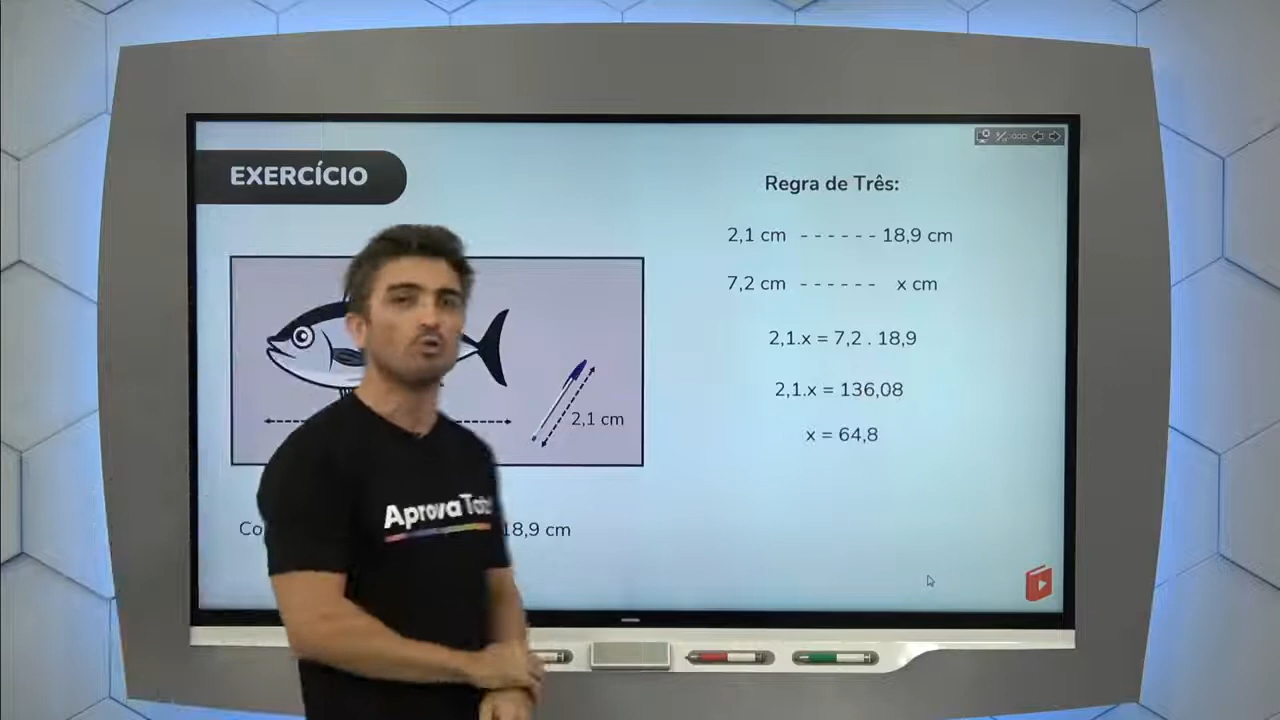 EXERCÍCIO
Regra de Três:
2,1 cm - - - - - - 18,9 cm
7,2 cm - - - - - - x cm
2,1.x = 7,2 . 18,9
2,1.x = 136,08
x = 64,8
2,1 cm
18,9 cm
Aprova